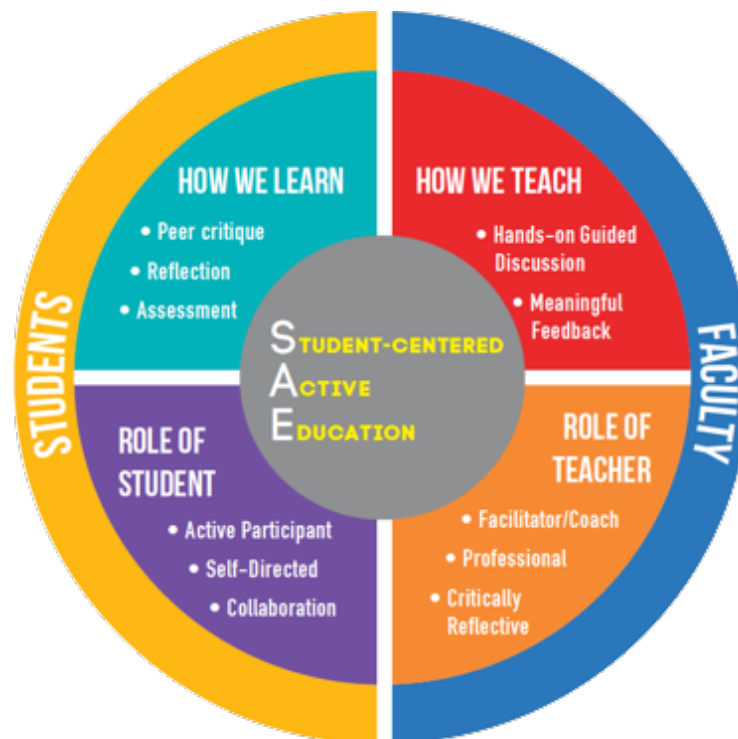 STUDENTS
HOW WE LEARN
• Peer critique
• Reflection
• Assessment
HOW WE TEACH
• Hands-on Guided
Discussion
• Meaningful
Feedback
STUDENT-CENTERED
ACTIVE
EDUCATION
ROLE OF
STUDENT
• Active Participant
• Self-Directed
• Collaboration
ROLE OF
TEACHER
• Facilitator/Coach
• Professional
• Critically
Reflective
FACULTY